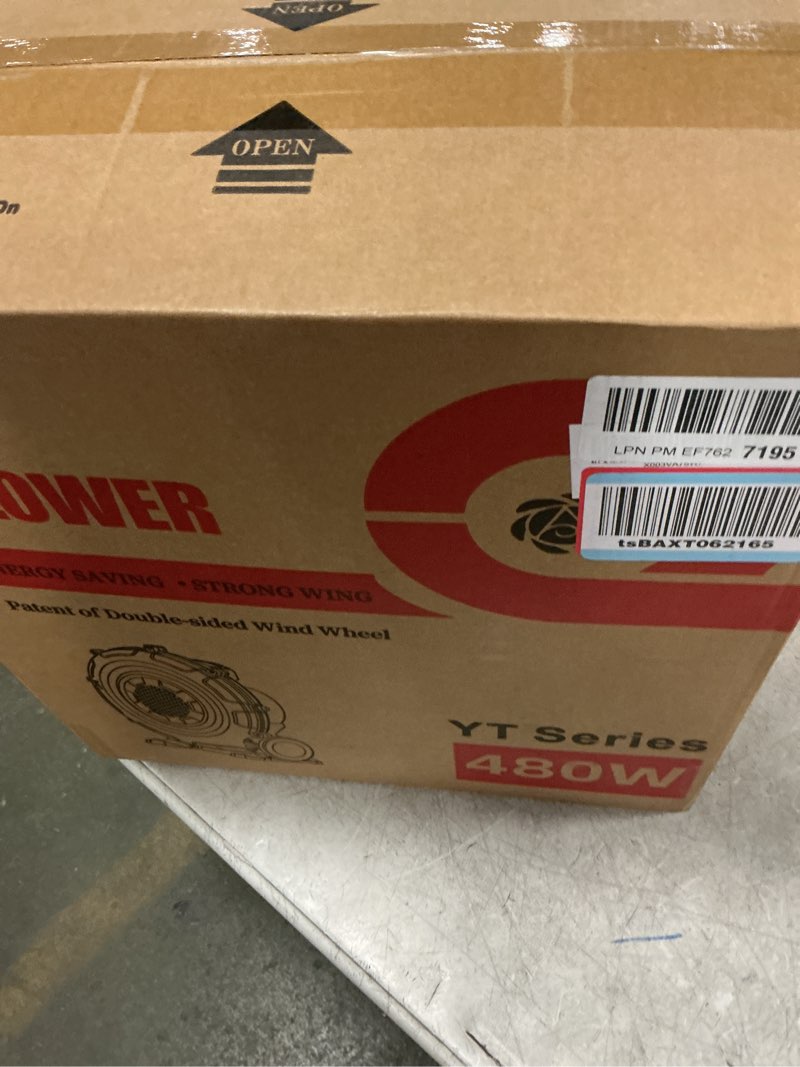 OPEN
OPEN
On
LPN PM EF762 7195
tsBAXT062165
OWER
ERGY SAVING • STRONG WING
Patent of Double-sided Wind Wheel
YT Series
480W